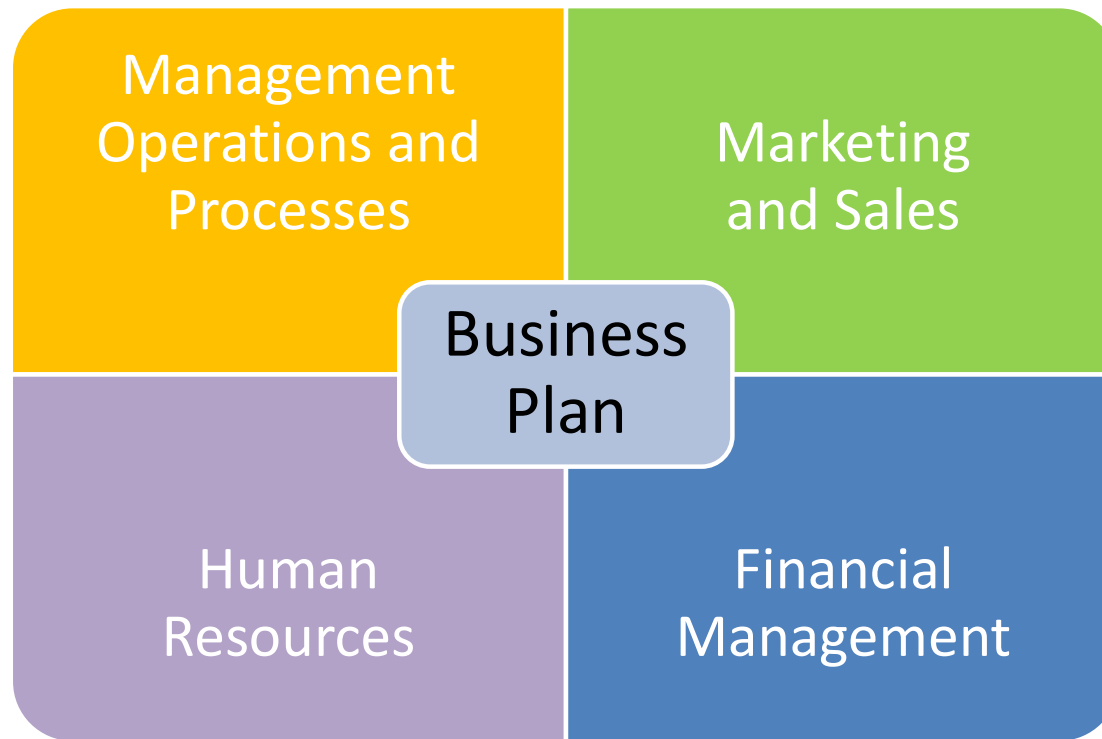 Management
Operations and
Processes
Marketing
and Sales
Business
Plan
Human
Resources
Financial
Management